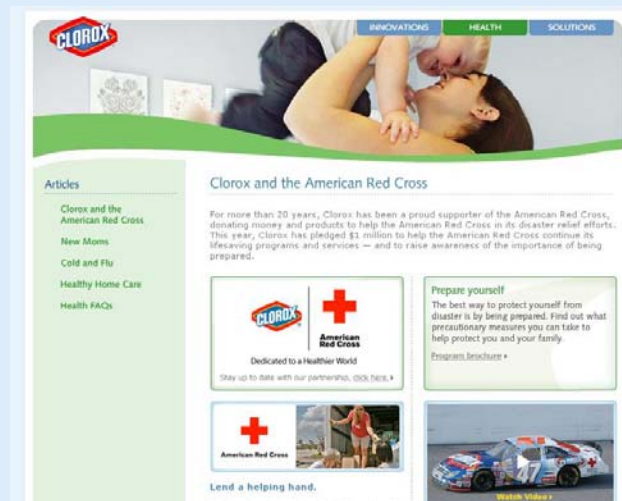 CLOROX
INNOVATIONS
HEALTH
SOLUTIONS
Articles
Clorox and the
American Red Cross
New Moms
Cold and Flu
Healthy Home Care
Health FAQs
Clorox and the American Red Cross
For more than 20 years, Clorox has been a proud supporter of the American Red Cross,
donating money and products to help the American Red Cross in its disaster relief efforts.
This year, Clorox has pledged $1 million to help the American Red Cross continue its
lifesaving programs and services — and to raise awareness of the importance of being
prepared.
CLOROX
American
Red Cross
Dedicated to a Healthier World
Stay up to date with our partnership, click here.
Prepare yourself
The best way to protect yourself from
disaster is by being prepared. Find out what
precautionary measures you can take to
help protect you and your family.
Program brochure
American Red Cross
Lend a helping hand.
47
Watch Video